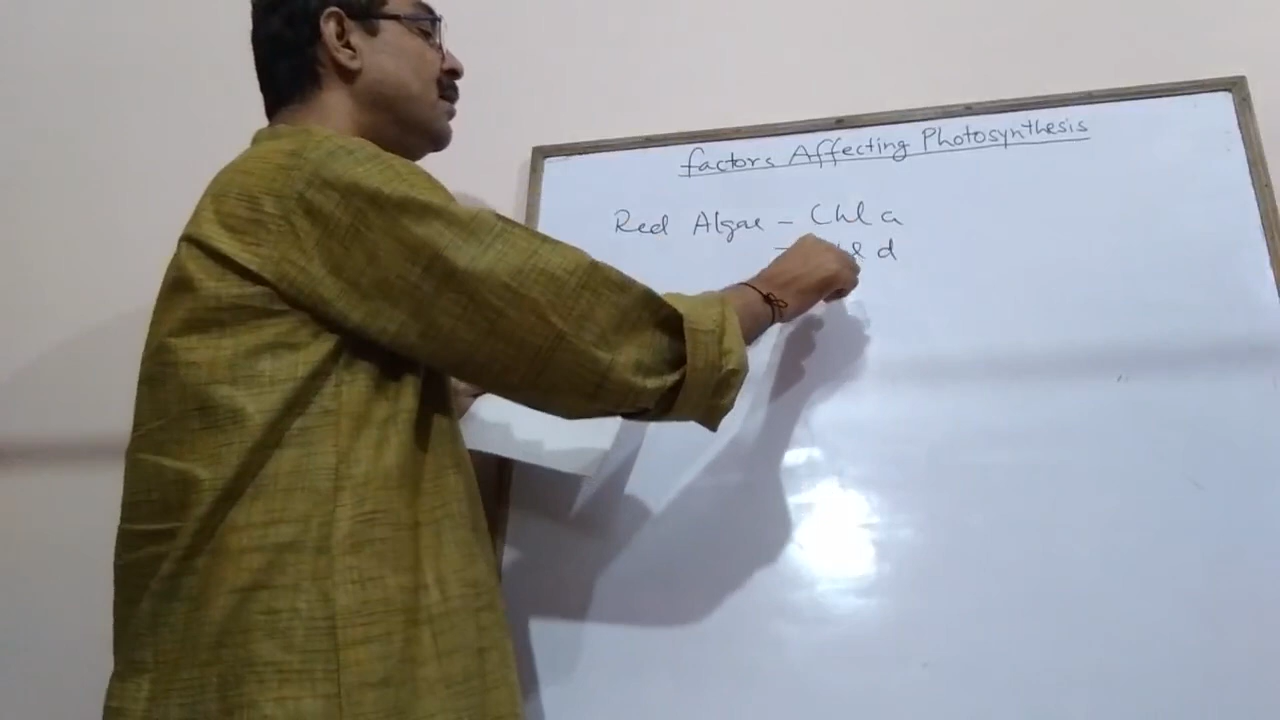 factors Affecting Photosynthesis
Red Algae - Chl a
d